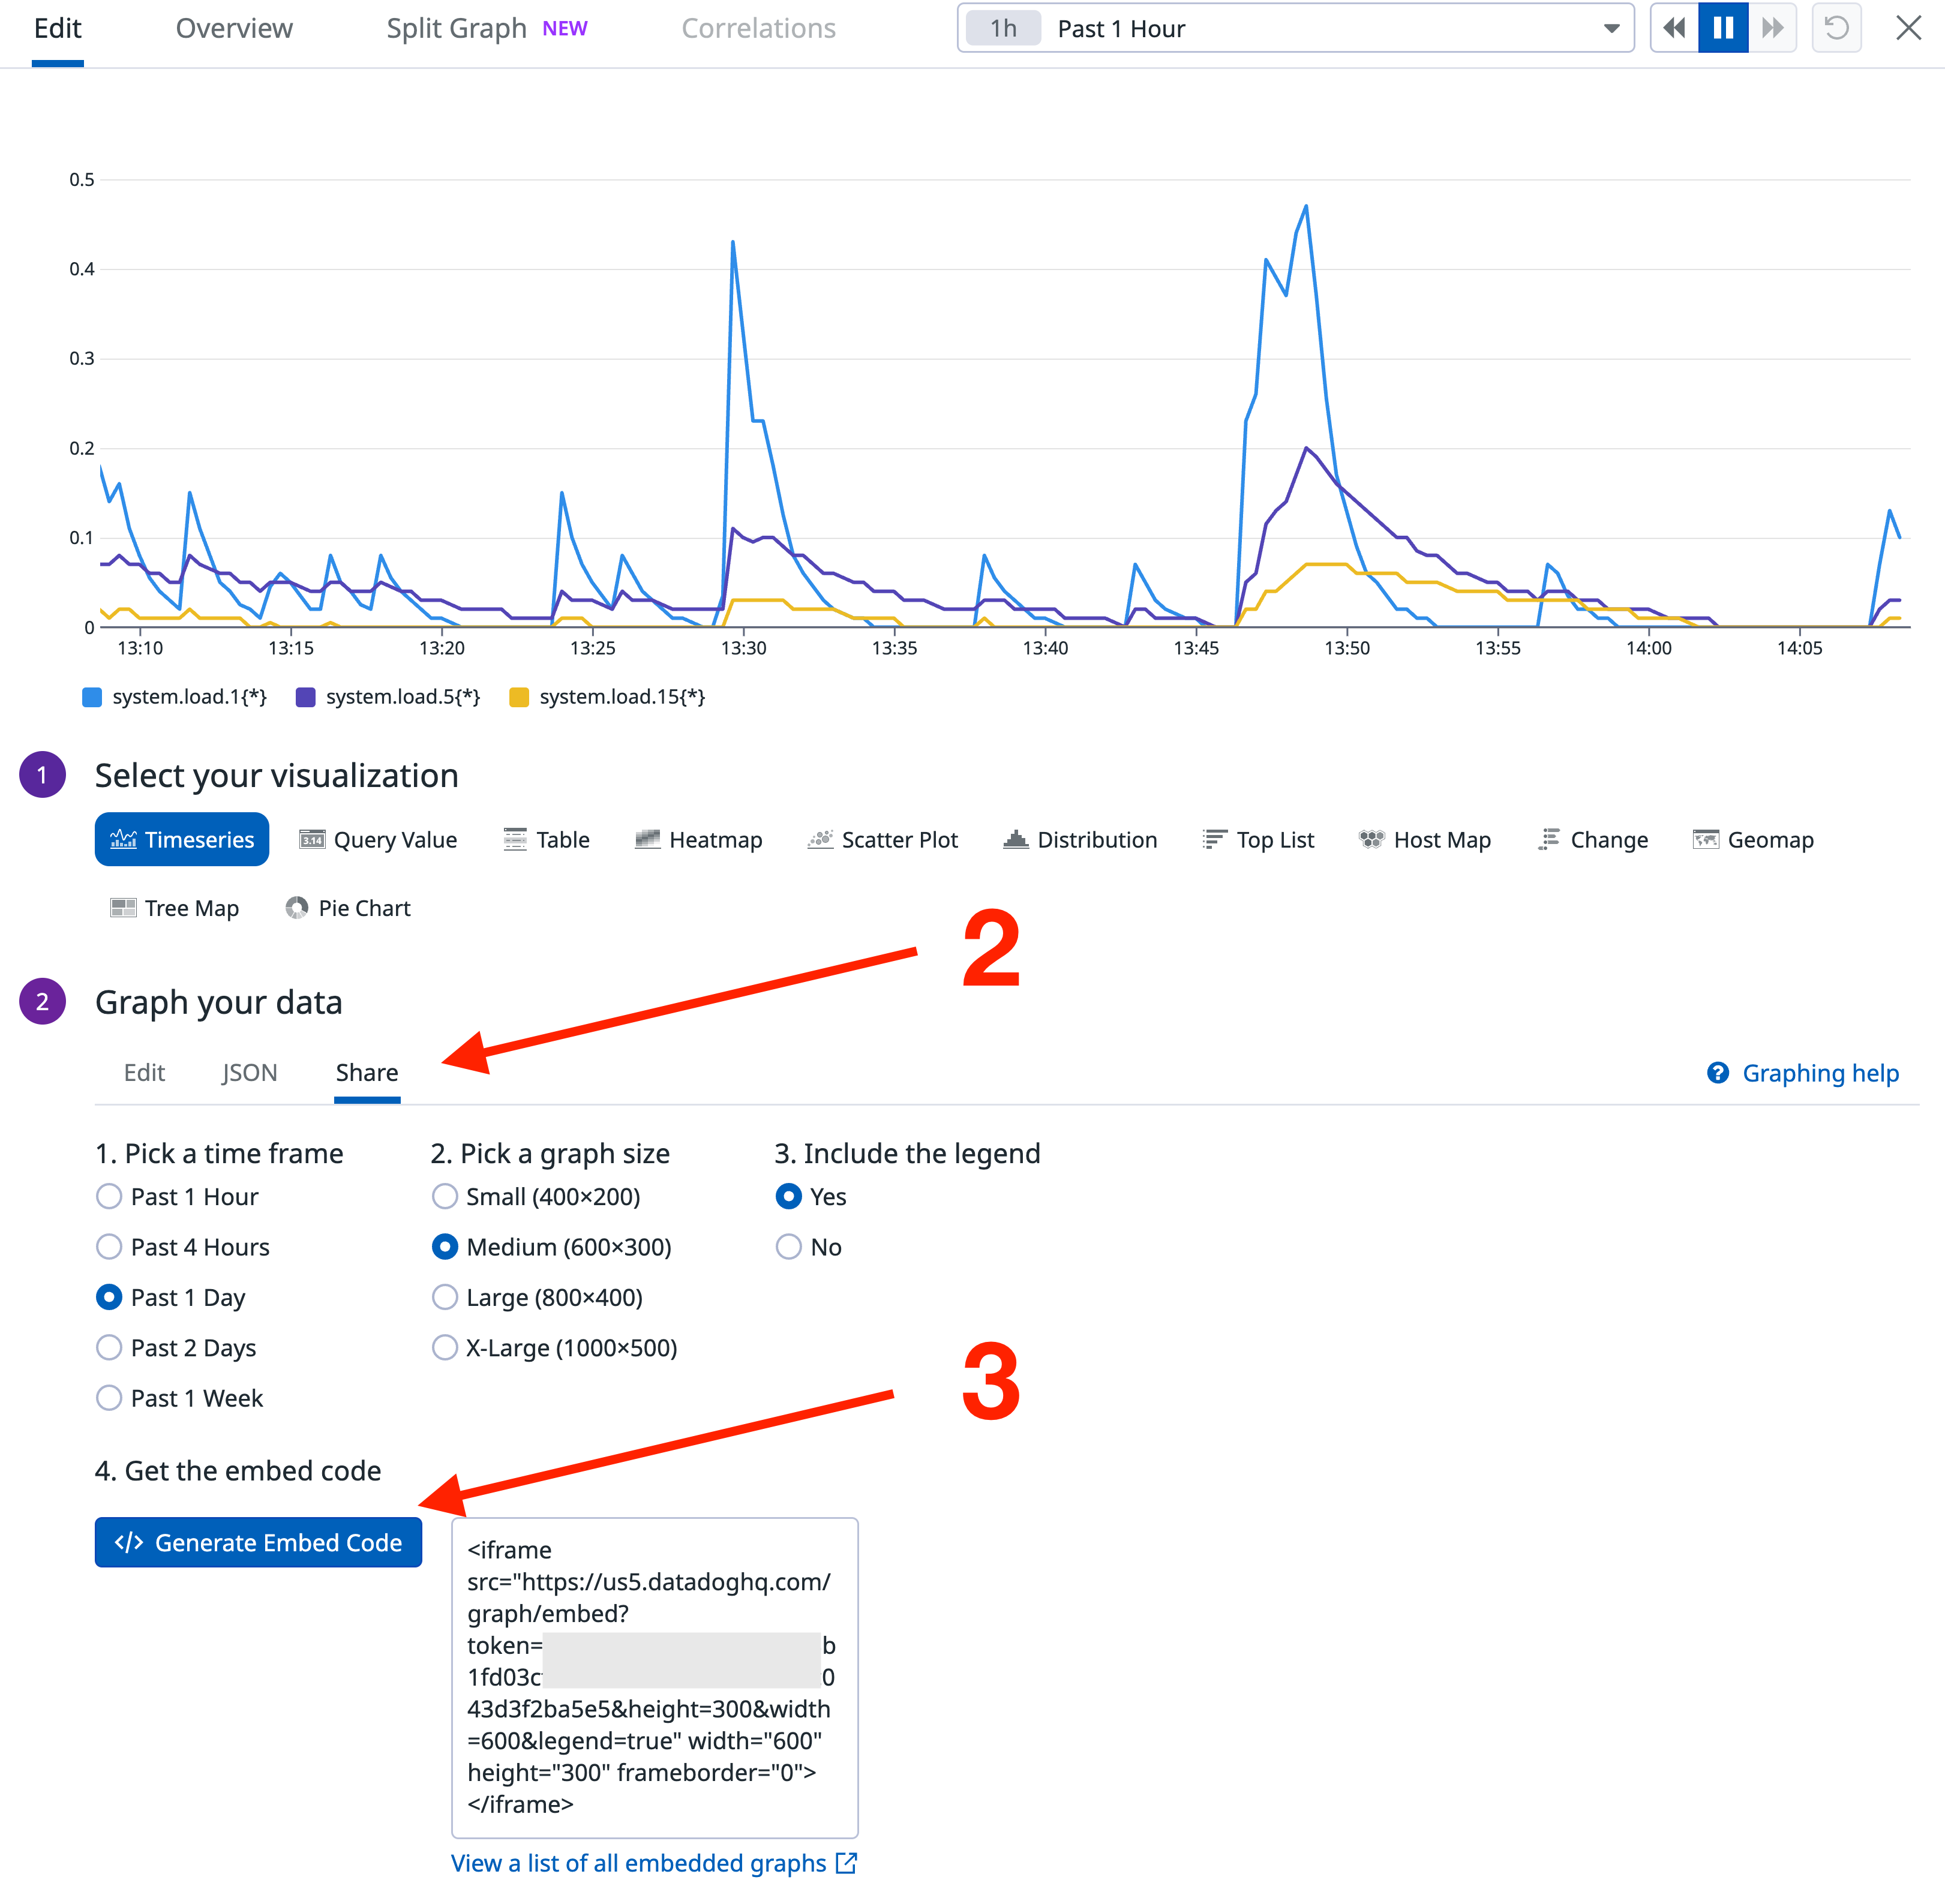 Edit Overview Split Graph NEW Correlations 1h Past 1 Hour
0.5
0.4
0.3
0.2
0.1
0
13:10 13:15 13:20 13:25 13:30 13:35 13:40 13:45 13:50 13:55 14:00 14:05
system.load.1{*} system.load.5{*} system.load.15{*}
1 Select your visualization
Timeseries 3.14 Query Value Table Heatmap Scatter Plot Distribution Top List Host Map Change Geomap
Tree Map Pie Chart
2
2 Graph your data
Edit JSON Share
? Graphing help
1. Pick a time frame 2. Pick a graph size 3. Include the legend
Past 1 Hour Small (400×200) Yes
Past 4 Hours Medium (600×300) No
Past 1 Day Large (800×400)
Past 2 Days X-Large (1000×500)
Past 1 Week
3
4. Get the embed code
</> Generate Embed Code
<iframe
src="https://us5.datadoghq.com/
graph/embed?
token= b
1fd03c 0
43d3f2ba5e5&height=300&width
=600&legend=true" width="600"
height="300" frameborder="0">
</iframe>
View a list of all embedded graphs